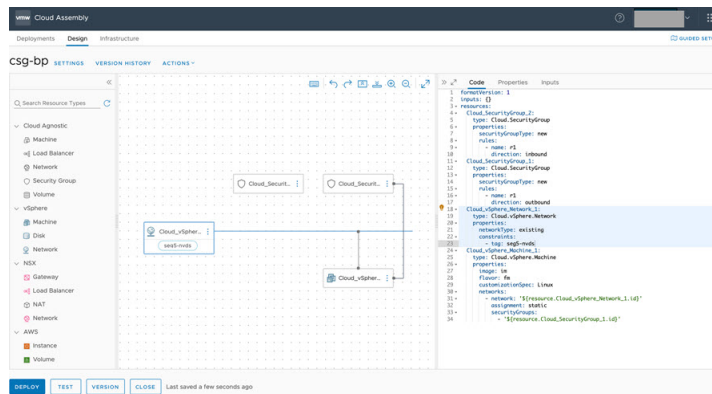 vmw Cloud Assembly
Deployments Design Infrastructure
GUIDED SET
csg-bp SETTINGS VERSION HISTORY ACTIONS
Search Resource Types
Cloud Agnostic
Machine
Load Balancer
Network
Security Group
Volume
vSphere
Machine
Disk
Network
NSX
Gateway
Load Balancer
NAT
Network
AWS
Instance
Volume
Cloud_Securit...
Cloud_Securit...
Cloud_vSpher...
seg5-nvds
Cloud_vSpher...
Code Properties Inputs
1 formatVersion: 1
2 inputs: {}
3 resources:
4 Cloud_SecurityGroup_2:
5 type: Cloud.SecurityGroup
6 properties:
7 securityGroupType: new
8 rules:
9 - name: r1
10 direction: inbound
11 Cloud_SecurityGroup_1:
12 type: Cloud.SecurityGroup
13 properties:
14 securityGroupType: new
15 rules:
16 - name: r1
17 direction: outbound
18 Cloud_vSphere_Network_1:
19 type: Cloud.vSphere.Network
20 properties:
21 networkType: existing
22 constraints:
23 - tag: seg5-nvds
24 Cloud_vSphere_Machine_1:
25 type: Cloud.vSphere.Machine
26 properties:
27 image: im
28 flavor: fm
29 customizationSpec: Linux
30 networks:
31 - network: '${resource.Cloud_vSphere_Network_1.id}'
32 assignment: static
33 securityGroups:
34 - '${resource.Cloud_SecurityGroup_1.id}'
DEPLOY TEST VERSION CLOSE Last saved a few seconds ago